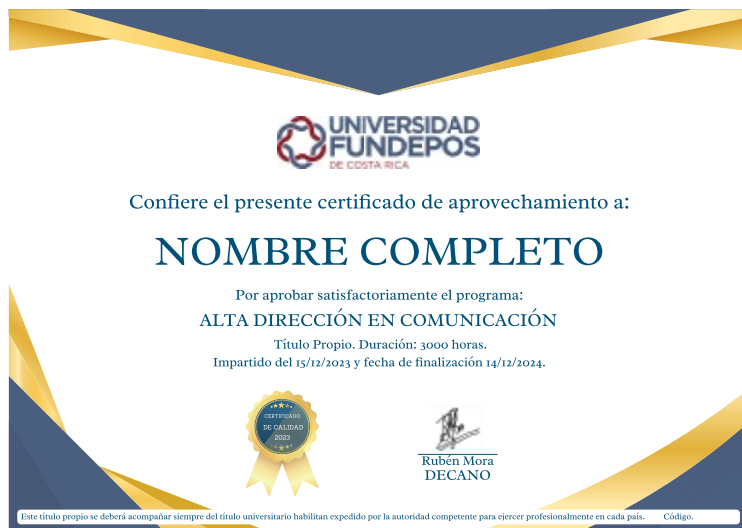 UNIVERSIDAD
FUNDEPOS
DE COSTA RICA
Confiere el presente certificado de aprovechamiento a:
NOMBRE COMPLETO
Por aprobar satisfactoriamente el programa:
ALTA DIRECCIÓN EN COMUNICACIÓN
Título Propio. Duración: 3000 horas.
Impartido del 15/12/2023 y fecha de finalización 14/12/2024.
CERTIFICADO
DE CALIDAD
2023
Rubén Mora
DECANO
Este título propio se deberá acompañar siempre del título universitario habilitan expedido por la autoridad competente para ejercer profesionalmente en cada país. Código.